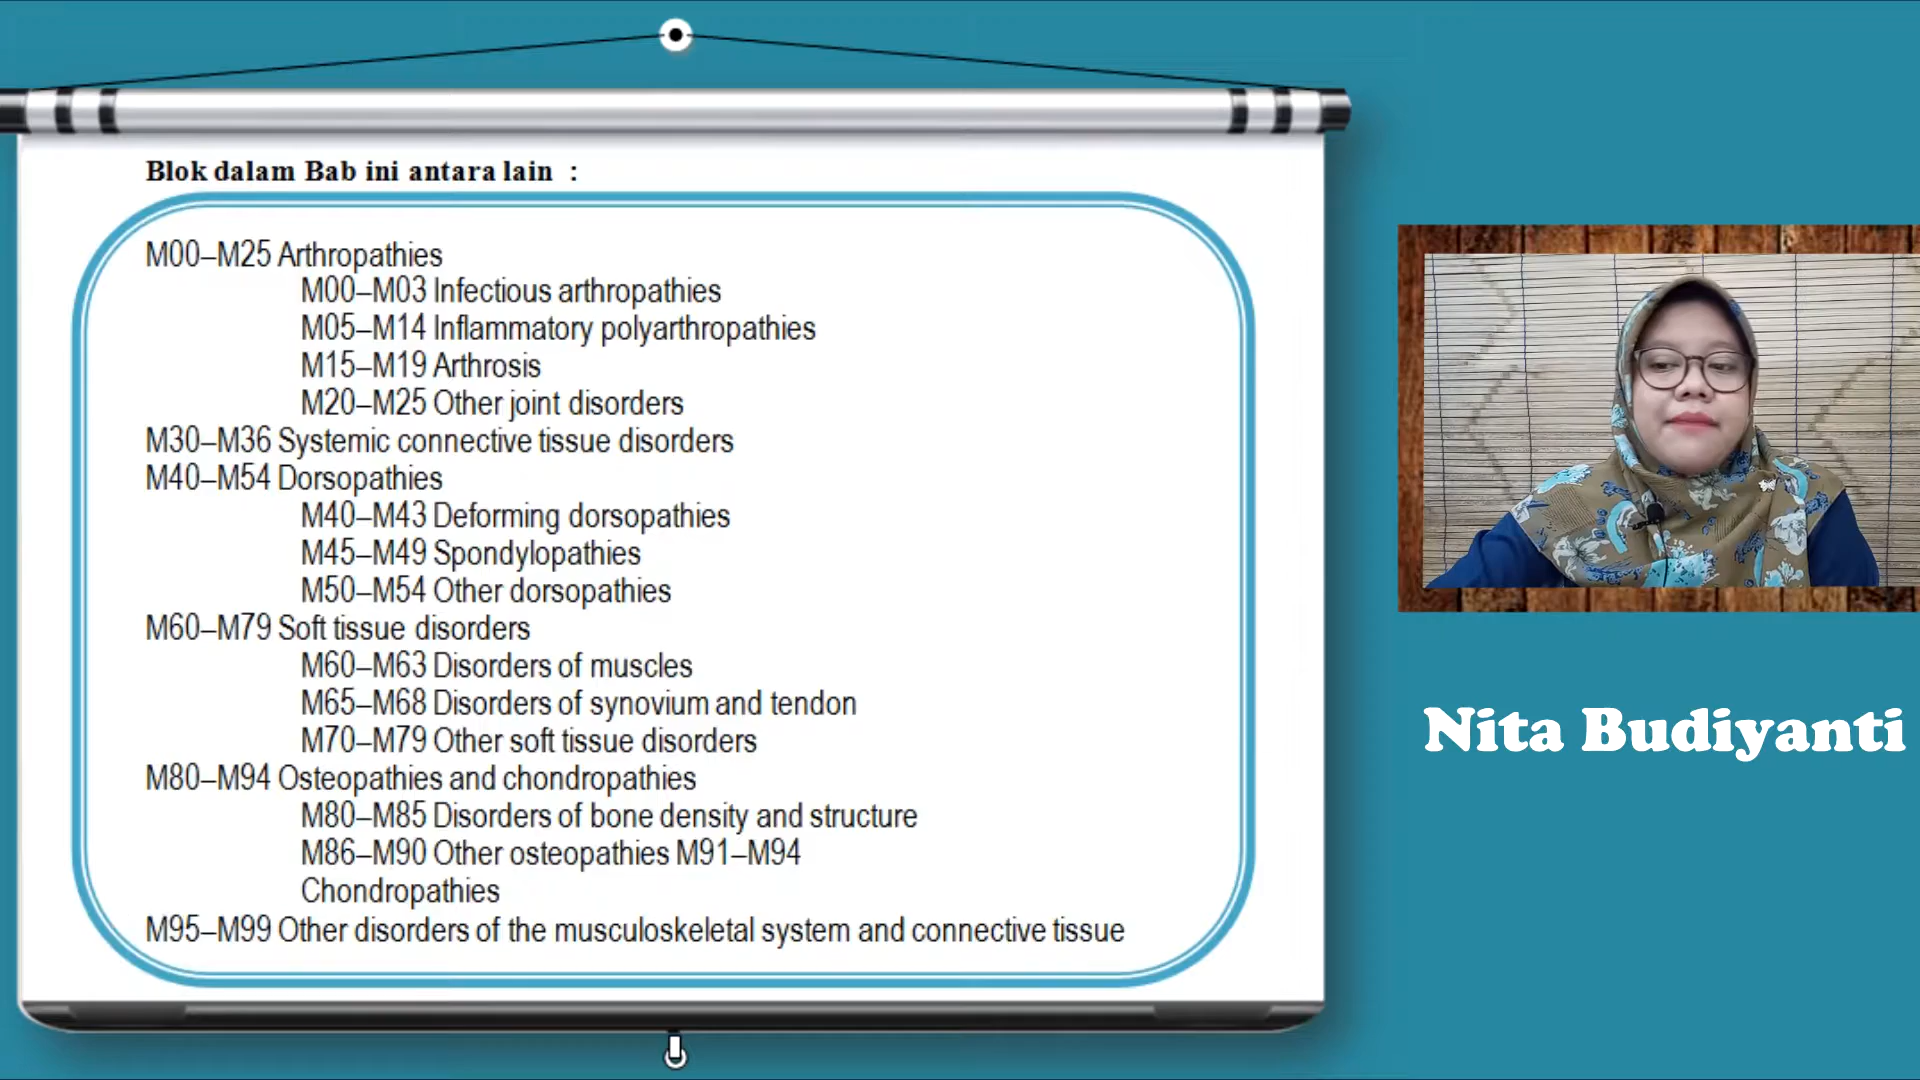 Blok dalam Bab ini antara lain :
M00–M25 Arthropathies
M00–M03 Infectious arthropathies
M05–M14 Inflammatory polyarthropathies
M15–M19 Arthrosis
M20–M25 Other joint disorders
M30–M36 Systemic connective tissue disorders
M40–M54 Dorsopathies
M40–M43 Deforming dorsopathies
M45–M49 Spondylopathies
M50–M54 Other dorsopathies
M60–M79 Soft tissue disorders
M60–M63 Disorders of muscles
M65–M68 Disorders of synovium and tendon
M70–M79 Other soft tissue disorders
M80–M94 Osteopathies and chondropathies
M80–M85 Disorders of bone density and structure
M86–M90 Other osteopathies M91–M94
Chondropathies
M95–M99 Other disorders of the musculoskeletal system and connective tissue
Nita Budiyanti